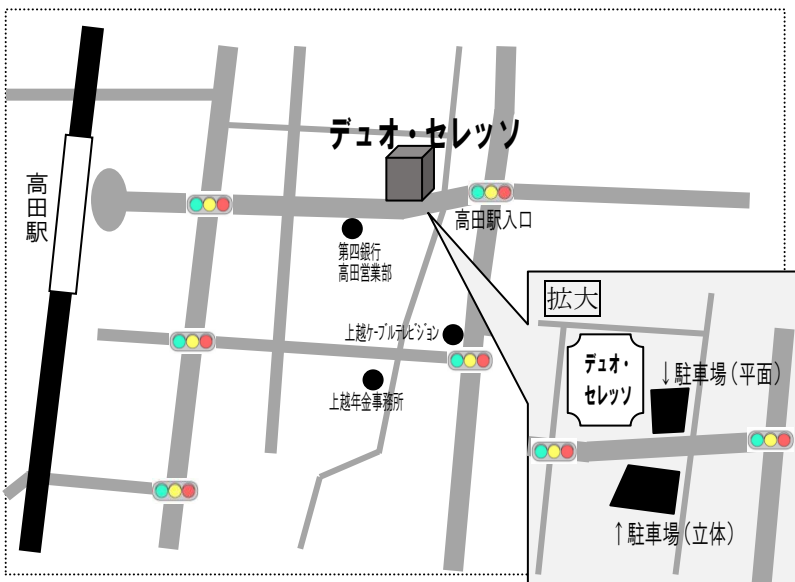 デュオ・セレッソ
高田駅
高田駅入口
第四銀行
高田営業部
上越ケーブルテレビジョン
上越年金事務所
拡大
デュオ・
セレッソ
↓駐車場(平面)
↑駐車場(立体)